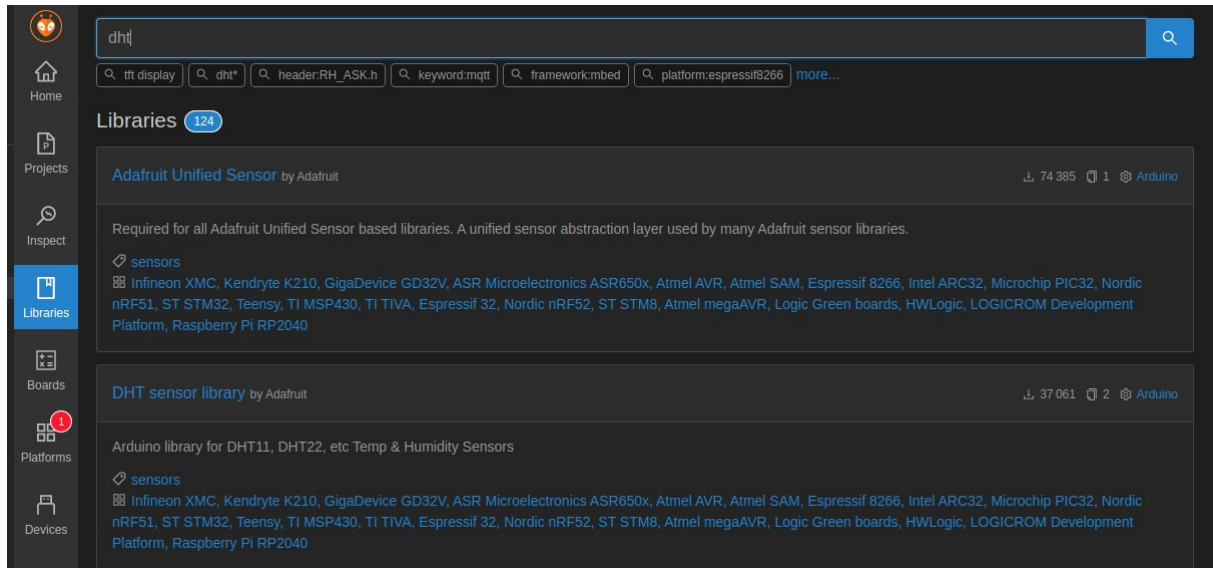 dht
tft display dht* header:RH_ASK.h keyword:mqtt framework:mbed platform:espressif8266 more...
Home
Libraries 124
Projects
Adafruit Unified Sensor by Adafruit 74 385 1 Arduino
Inspect
Required for all Adafruit Unified Sensor based libraries. A unified sensor abstraction layer used by many Adafruit sensor libraries.
sensors
Infineon XMC, Kendryte K210, GigaDevice GD32V, ASR Microelectronics ASR650x, Atmel AVR, Atmel SAM, Espressif 8266, Intel ARC32, Microchip PIC32, Nordic
nRF51, ST STM32, Teensy, TI MSP430, TI TIVA, Espressif 32, Nordic nRF52, ST STM8, Atmel megaAVR, Logic Green boards, HWLogic, LOGICROM Development
Platform, Raspberry Pi RP2040
Libraries
Boards
DHT sensor library by Adafruit 37 061 2 Arduino
1
Platforms
Arduino library for DHT11, DHT22, etc Temp & Humidity Sensors
sensors
Infineon XMC, Kendryte K210, GigaDevice GD32V, ASR Microelectronics ASR650x, Atmel AVR, Atmel SAM, Espressif 8266, Intel ARC32, Microchip PIC32, Nordic
nRF51, ST STM32, Teensy, TI MSP430, TI TIVA, Espressif 32, Nordic nRF52, ST STM8, Atmel megaAVR, Logic Green boards, HWLogic, LOGICROM Development
Platform, Raspberry Pi RP2040
Devices